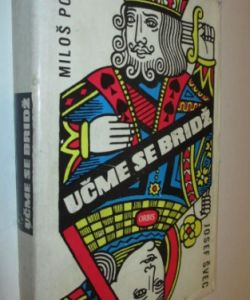 MILOŠ PO
UČME SE BRIDŽ
JOSEF ŠVEC
ORBIS
UČME SE BRIDŽ